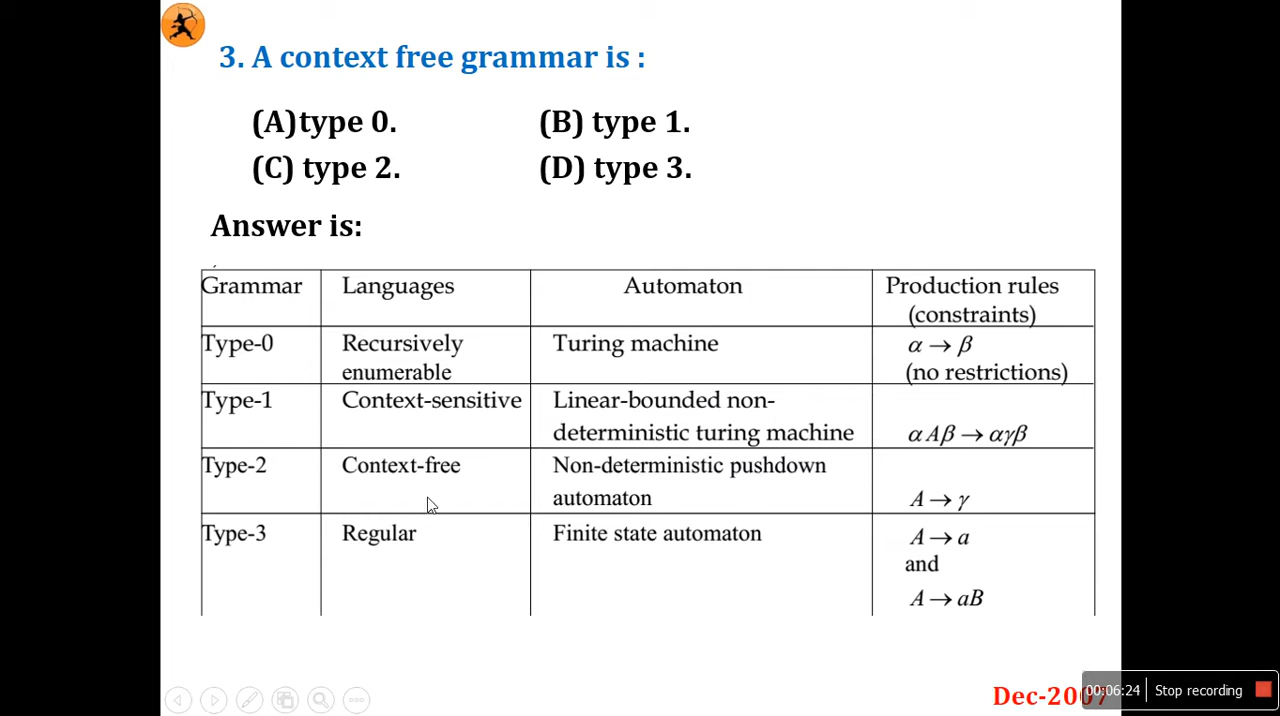 3. A context free grammar is :
(A)type 0. (B) type 1.
(C) type 2. (D) type 3.
Answer is:
Grammar Languages Automaton Production rules
(constraints)
Type-0 Recursively Turing machine α → β
enumerable (no restrictions)
Type-1 Context-sensitive Linear-bounded non-
deterministic turing machine αAβ → αγβ
Type-2 Context-free Non-deterministic pushdown
automaton A → γ
Type-3 Regular Finite state automaton A → a
and
A → aB
Dec-2007
00:06:24 Stop recording